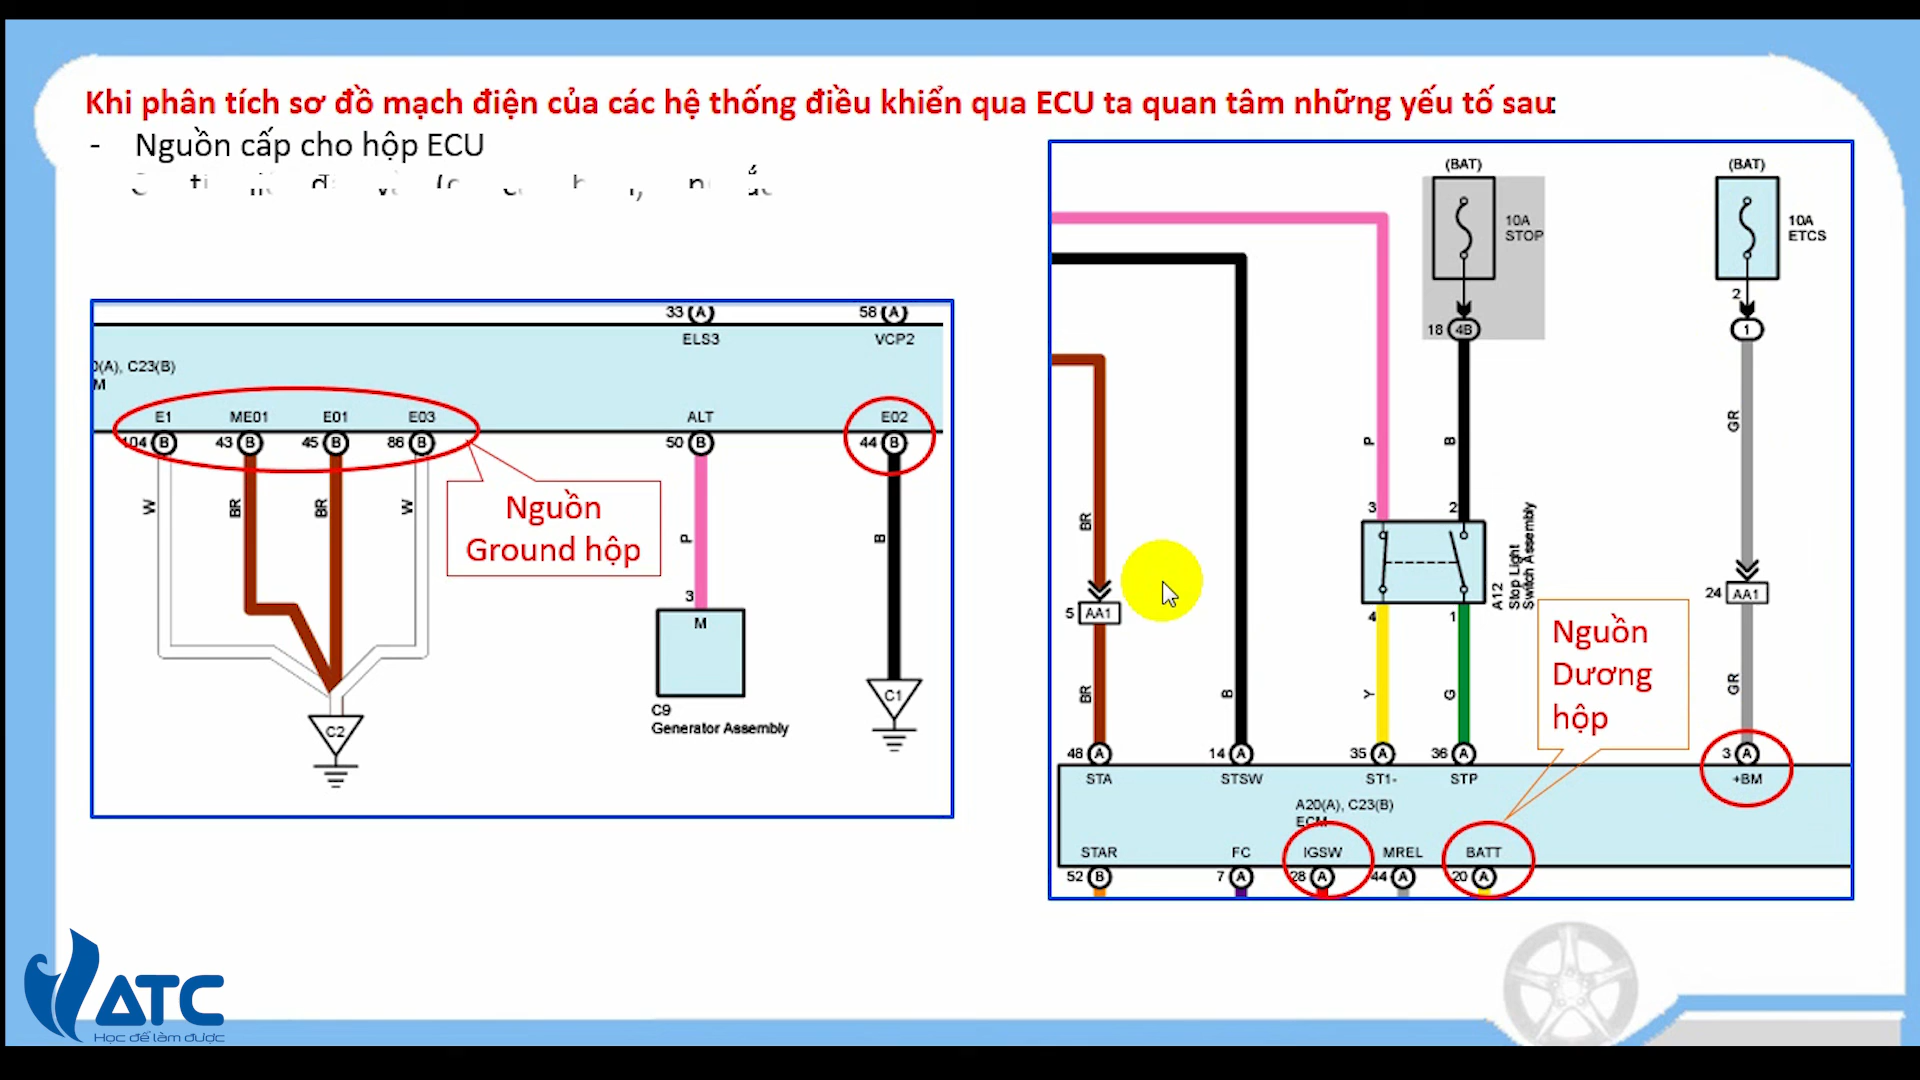 Khi phân tích sơ đồ mạch điện của các hệ thống điều khiển qua ECU ta quan tâm những yếu tố sau:
- Nguồn cấp cho hộp ECU
33 A 58 A
ELS3 VCP2
0(A), C23(B)
M
E1 ME01 E01 E03 ALT E02
104 B 43 B 45 B 86 B 50 B 44 B
W BR BR W P B
Nguồn
Ground hộp
3
M
C2 C1
C9
Generator Assembly
(BAT) (BAT)
10A
STOP
10A
ETCS
2
18 4B 1
P B GR
3 2
BR
A12
Stop Light
Switch Assembly
5 AA1 24 AA1
4 1
Nguồn
Dương
hộp
BR B Y G GR
48 A 14 A 35 A 36 A 3 A
STA STSW ST1- STP +BM
A20(A), C23(B)
ECM
STAR FC IGSW MREL BATT
52 B 7 A 28 A 44 A 20 A
VATC
Học để làm được